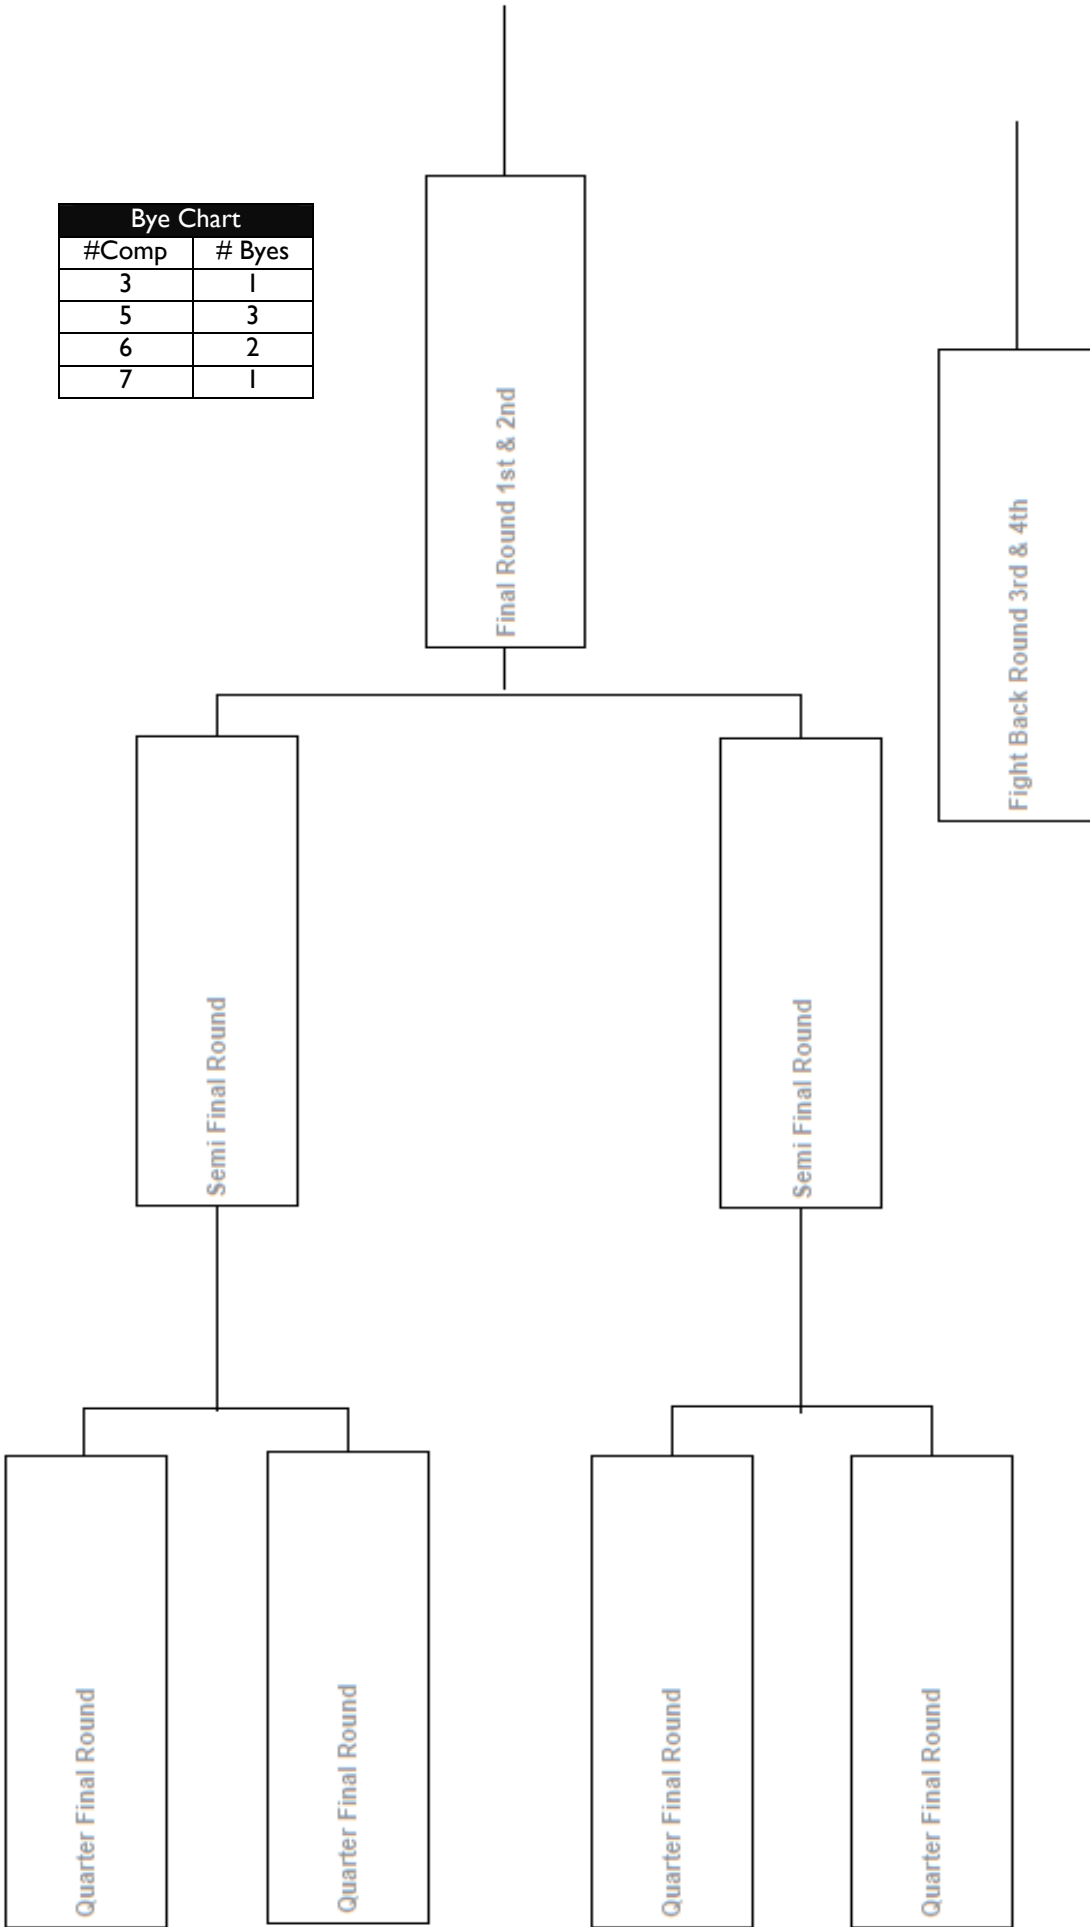 Bye Chart
#Comp # Byes
3 1
5 3
6 2
7 1
Final Round 1st & 2nd
Fight Back Round 3rd & 4th
Semi Final Round
Semi Final Round
Quarter Final Round
Quarter Final Round
Quarter Final Round
Quarter Final Round